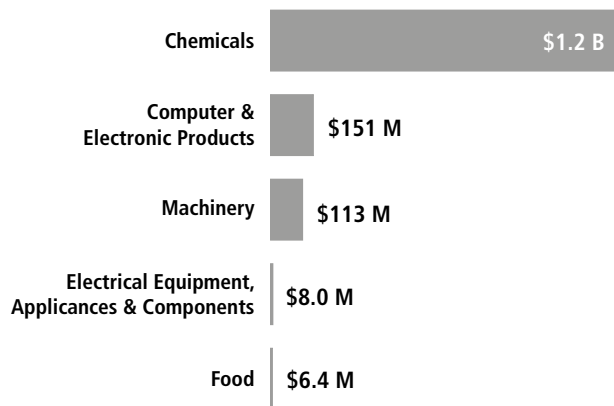 Chemicals
$1.2 B
Computer &
Electronic Products
$151 M
Machinery
$113 M
Electrical Equipment,
Applicances & Components
$8.0 M
Food
$6.4 M